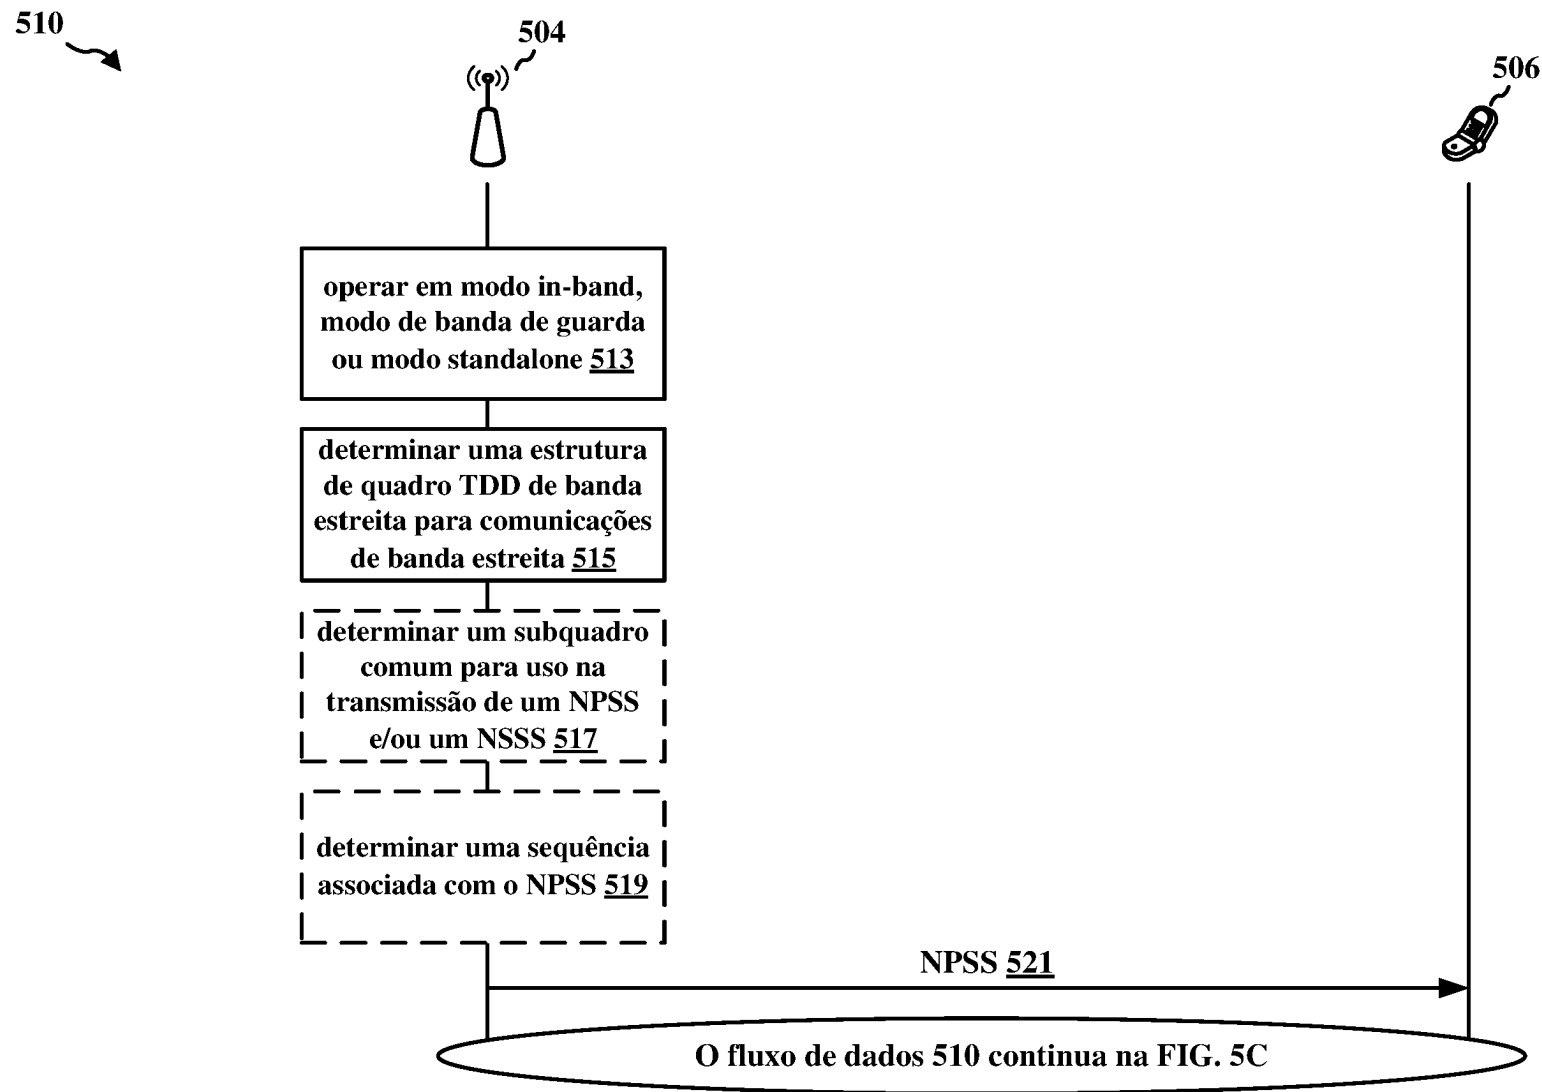 510
504
506
operar em modo in-band,
modo de banda de guarda
ou modo standalone 513
determinar uma estrutura
de quadro TDD de banda
estreita para comunicações
de banda estreita 515
determinar um subquadro
comum para uso na
transmissão de um NPSS
e/ou um NSSS 517
determinar uma sequência
associada com o NPSS 519
NPSS 521
O fluxo de dados 510 continua na FIG. 5C